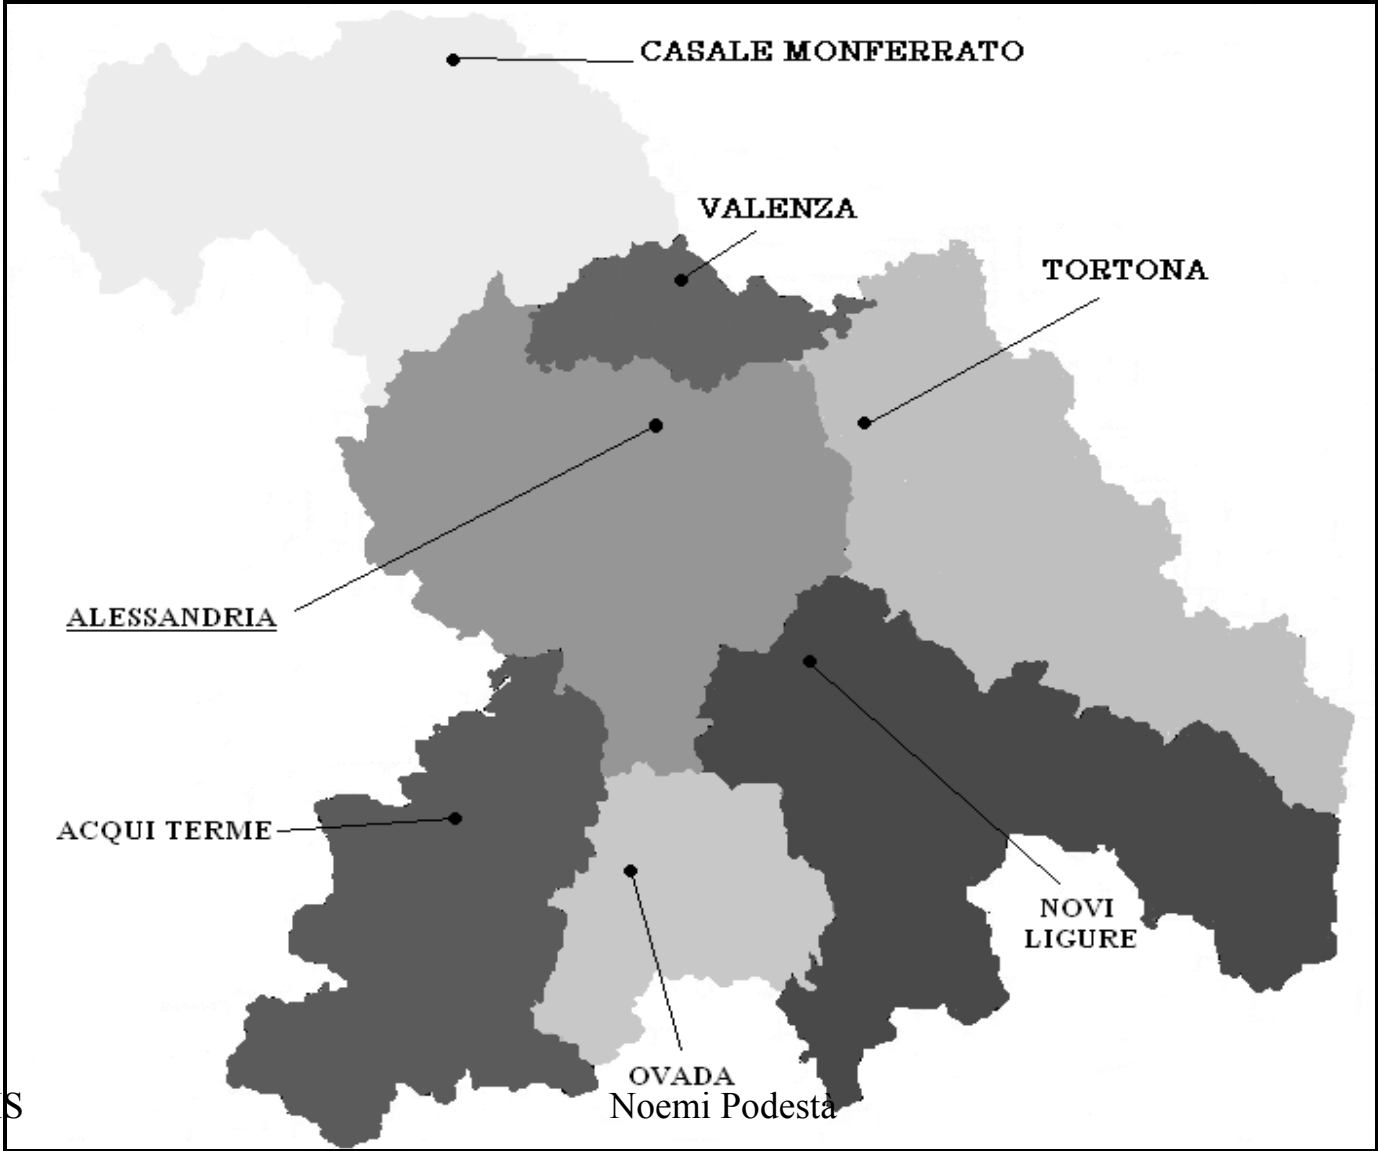 CASALE MONFERRATO
VALENZA
TORTONA
ALESSANDRIA
ACQUI TERME
NOVI
LIGURE
OVADA
Noemi Podestà